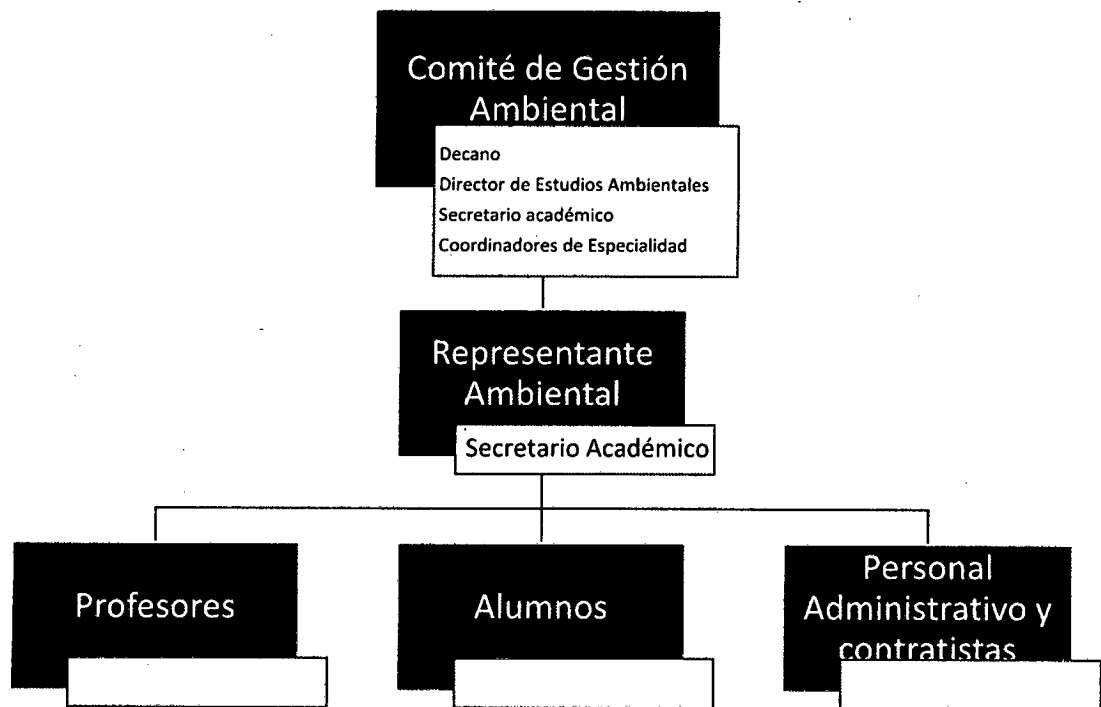 Comité de Gestión
Ambiental
Decano
Director de Estudios Ambientales
Secretario académico
Coordinadores de Especialidad
Representante
Ambiental
Secretario Académico
Profesores
Alumnos
Personal
Administrativo y
contratistas